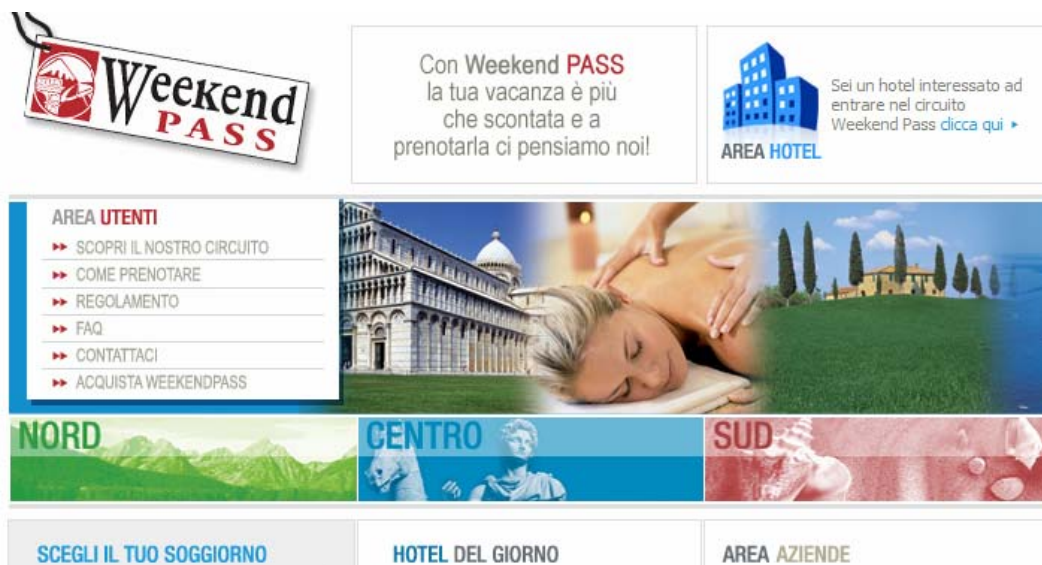 Weekend
PASS
Con Weekend PASS
la tua vacanza è più
che scontata e a
prenotarla ci pensiamo noi!
Sei un hotel interessato ad
entrare nel circuito
Weekend Pass clicca qui
AREA HOTEL
AREA UTENTI
SCOPRI IL NOSTRO CIRCUITO
COME PRENOTARE
REGOLAMENTO
FAQ
CONTATTACI
ACQUISTA WEEKENDPASS
NORD
CENTRO
SUD
SCEGLI IL TUO SOGGIORNO
HOTEL DEL GIORNO
AREA AZIENDE